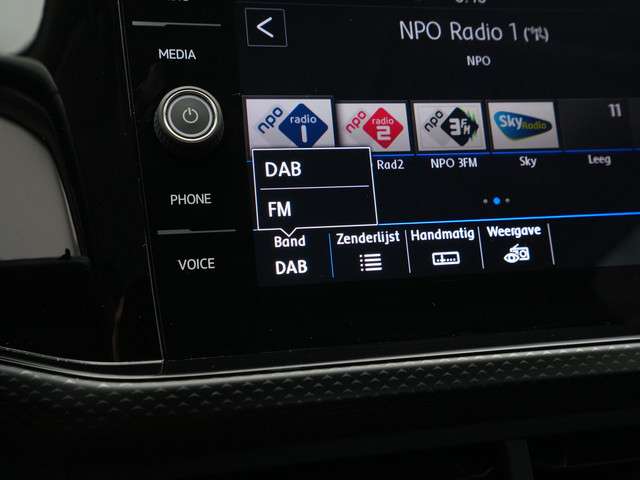 MEDIA
PHONE
VOICE
<
NPO Radio 1
NPO
npo radio 1
npo radio 2
npo 3FM
Sky Radio
11
Rad2
NPO 3FM
Sky
Leeg
DAB
FM
Band
DAB
Zenderlijst
Handmatig
Weergave